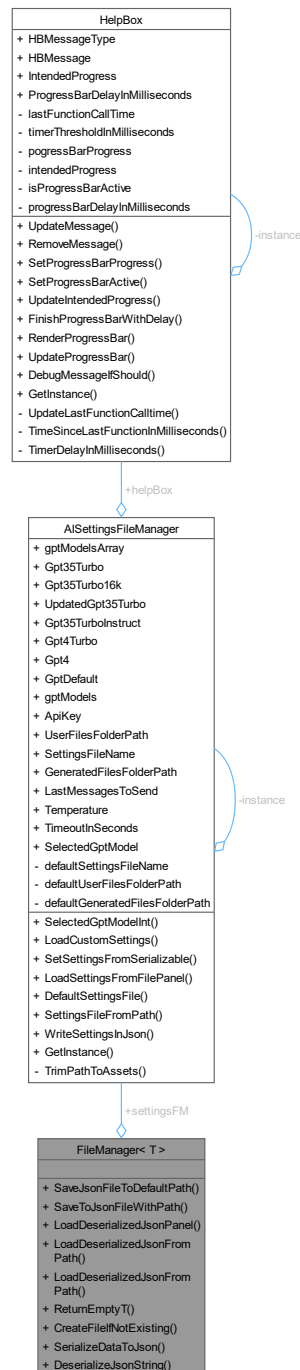 HelpBox
+ HBMessageType
+ HBMessage
+ IntendedProgress
+ ProgressBarDelayInMilliseconds
- lastFunctionCallTime
- timerThresholdInMilliseconds
- pogressBarProgress
- intendedProgress
- isProgressBarActive
- progressBarDelayInMilliseconds
+ UpdateMessage()
+ RemoveMessage()
+ SetProgressBarProgress()
+ SetProgressBarActive()
+ UpdateIntendedProgress()
+ FinishProgressBarWithDelay()
+ RenderProgressBar()
+ UpdateProgressBar()
+ DebugMessageIfShould()
+ GetInstance()
- UpdateLastFunctionCalltime()
- TimeSinceLastFunctionInMilliseconds()
- TimerDelayInMilliseconds()
-instance
+helpBox
AISettingsFileManager
+ gptModelsArray
+ Gpt35Turbo
+ Gpt35Turbo16k
+ UpdatedGpt35Turbo
+ Gpt35TurboInstruct
+ Gpt4Turbo
+ Gpt4
+ GptDefault
+ gptModels
+ ApiKey
+ UserFilesFolderPath
+ SettingsFileName
+ GeneratedFilesFolderPath
+ LastMessagesToSend
+ Temperature
+ TimeoutInSeconds
+ SelectedGptModel
- defaultSettingsFileName
- defaultUserFilesFolderPath
- defaultGeneratedFilesFolderPath
+ SelectedGptModelInt()
+ LoadCustomSettings()
+ SetSettingsFromSerializable()
+ LoadSettingsFromFilePanel()
+ DefaultSettingsFile()
+ SettingsFileFromPath()
+ WriteSettingsInJson()
+ GetInstance()
- TrimPathToAssets()
-instance
+settingsFM
FileManager< T >
+ SaveJsonFileToDefaultPath()
+ SaveToJsonFileWithPath()
+ LoadDeserializedJsonPanel()
+ LoadDeserializedJsonFrom
Path()
+ LoadDeserializedJsonFrom
Path()
+ ReturnEmptyT()
+ CreateFileIfNotExisting()
+ SerializeDataToJson()
+ DeserializeJsonString()